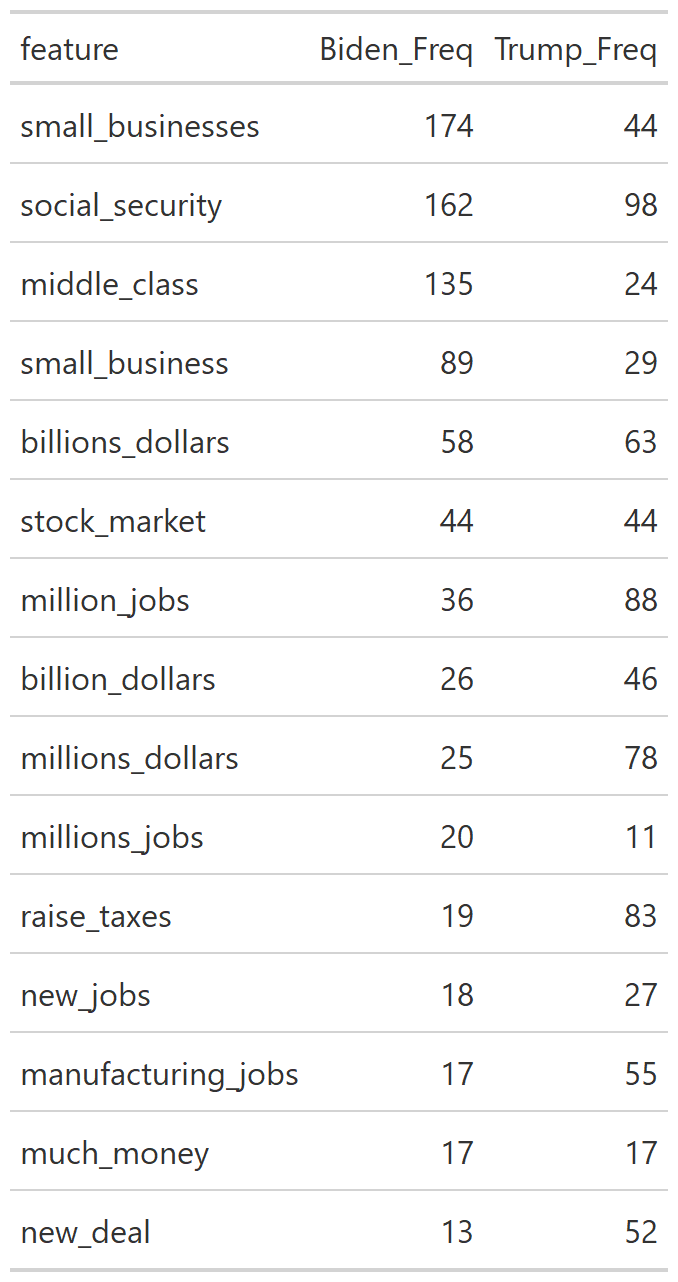 feature Biden_Freq Trump_Freq
small_businesses 174 44
social_security 162 98
middle_class 135 24
small_business 89 29
billions_dollars 58 63
stock_market 44 44
million_jobs 36 88
billion_dollars 26 46
millions_dollars 25 78
millions_jobs 20 11
raise_taxes 19 83
new_jobs 18 27
manufacturing_jobs 17 55
much_money 17 17
new_deal 13 52